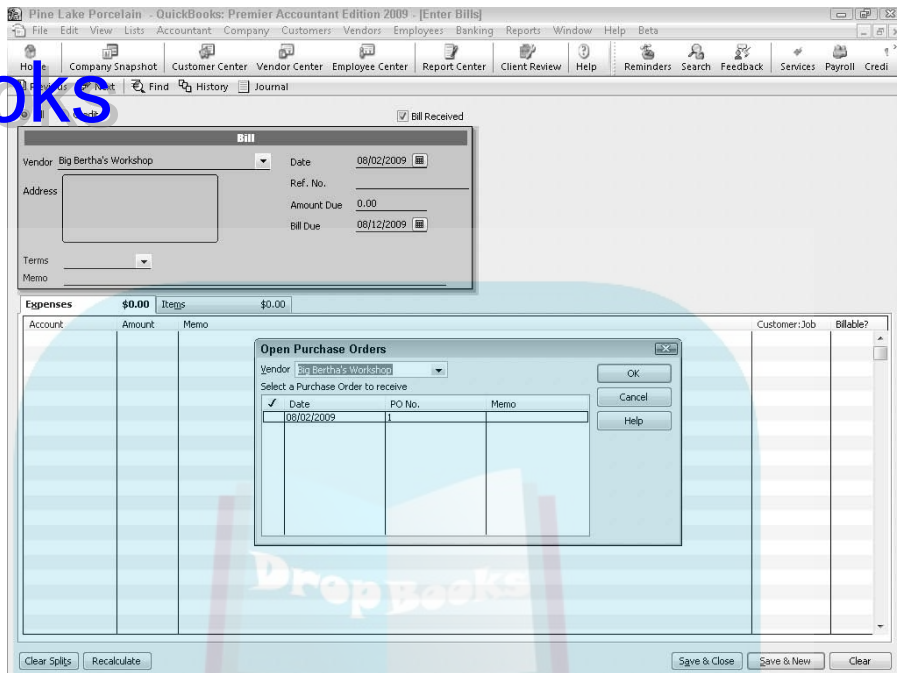 Pine Lake Porcelain - QuickBooks: Premier Accountant Edition 2009 - [Enter Bills]
File Edit View Lists Accountant Company Customers Vendors Employees Banking Reports Window Help Beta
Home Company Snapshot Customer Center Vendor Center Employee Center Report Center Client Review Help Reminders Search Feedback Services Payroll Credi
oks
Previous Next Find History Journal
Bill Credit Bill Received
Bill
Vendor Big Bertha's Workshop Date 08/02/2009
Address Ref. No.
Amount Due 0.00
Bill Due 08/12/2009
Terms
Memo
Expenses $0.00 Items $0.00
Account Amount Memo Customer:Job Billable?
Open Purchase Orders
Vendor Big Bertha's Workshop OK
Select a Purchase Order to receive
✓ Date PO No. Memo Cancel
08/02/2009 1 Help
DropBooks
Clear Splits Recalculate Save & Close Save & New Clear